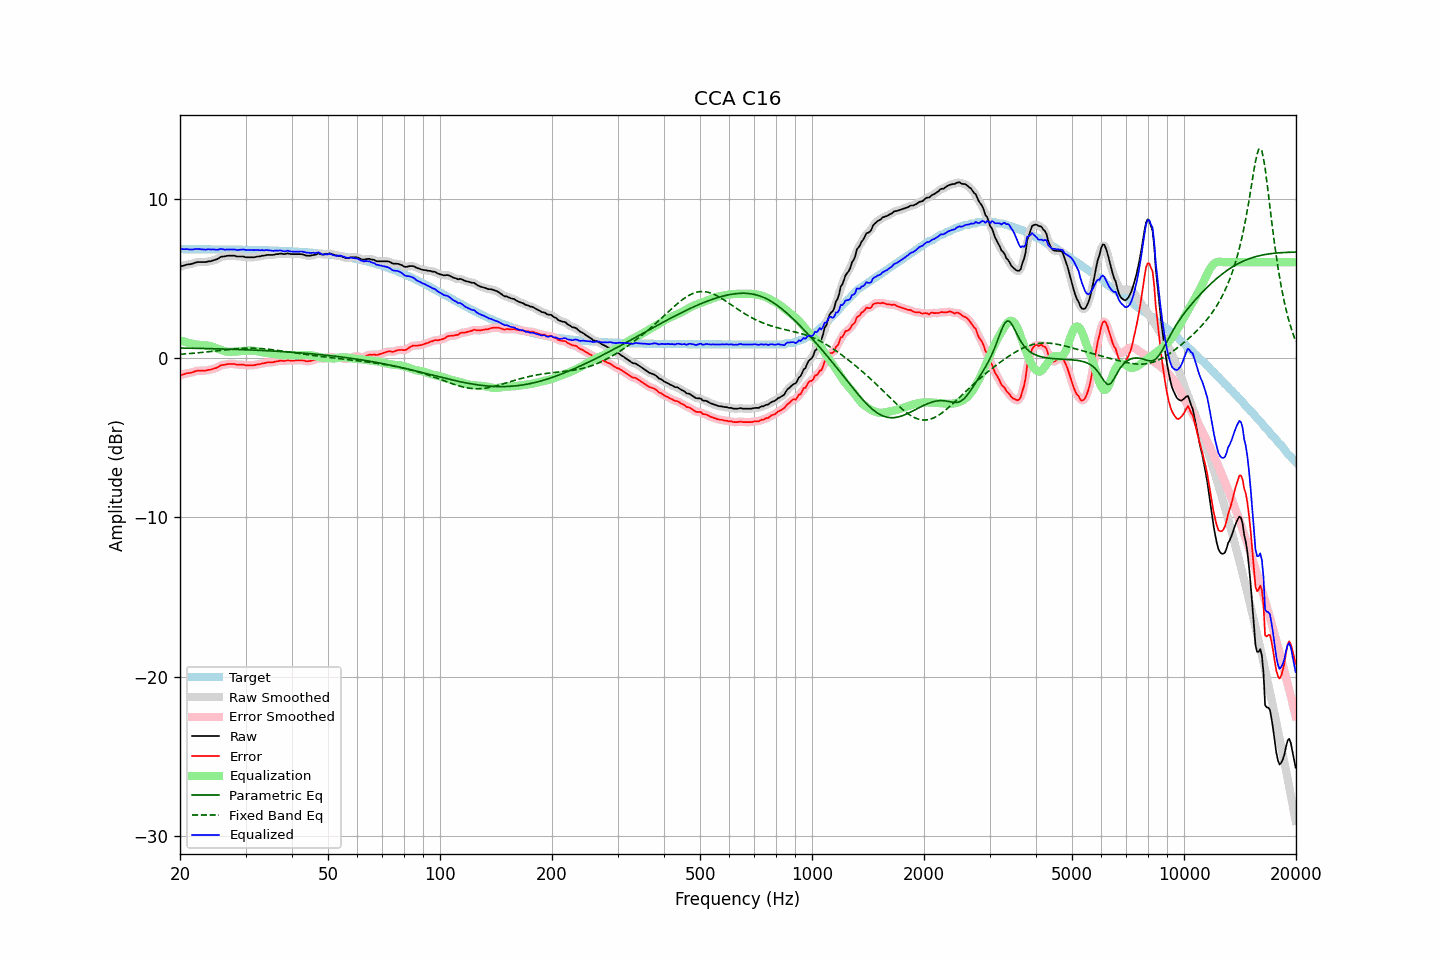 CCA C16
Amplitude (dBr)
10
0
−10
−20
−30
Target
Raw Smoothed
Error Smoothed
Raw
Error
Equalization
Parametric Eq
Fixed Band Eq
Equalized
20 50 100 200 500 1000 2000 5000 10000 20000
Frequency (Hz)